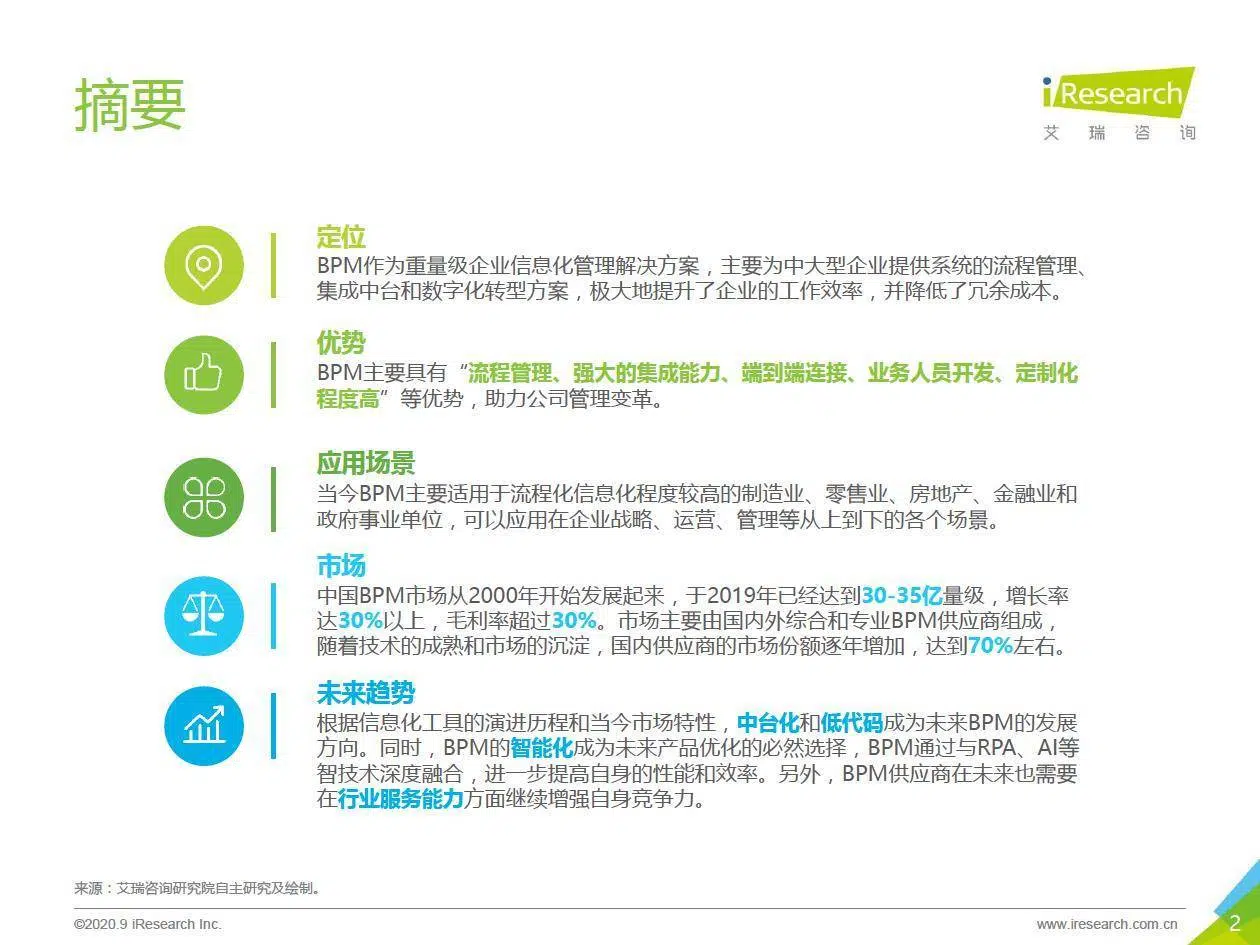 摘要
iResearch
艾瑞咨询
定位
BPM作为重量级企业信息化管理解决方案，主要为中大型企业提供系统的流程管理、
集成中台和数字化转型方案，极大地提升了企业的工作效率，并降低了冗余成本。
优势
BPM主要具有“流程管理、强大的集成能力、端到端连接、业务人员开发、定制化
程度高”等优势，助力公司管理变革。
应用场景
当今BPM主要适用于流程化信息化程度较高的制造业、零售业、房地产、金融业和
政府事业单位，可以应用在企业战略、运营、管理等从上到下的各个场景。
市场
中国BPM市场从2000年开始发展起来，于2019年已经达到30-35亿量级，增长率
达30%以上，毛利率超过30%。市场主要由国内外综合和专业BPM供应商组成，
随着技术的成熟和市场的沉淀，国内供应商的市场份额逐年增加，达到70%左右。
未来趋势
根据信息化工具的演进历程和当今市场特性，中台化和低代码成为未来BPM的发展
方向。同时，BPM的智能化成为未来产品优化的必然选择，BPM通过与RPA、AI等
智技术深度融合，进一步提高自身的性能和效率。另外，BPM供应商在未来也需要
在行业服务能力方面继续增强自身竞争力。
来源：艾瑞咨询研究院自主研究及绘制。
©2020.9 iResearch Inc.
www.iresearch.com.cn
2